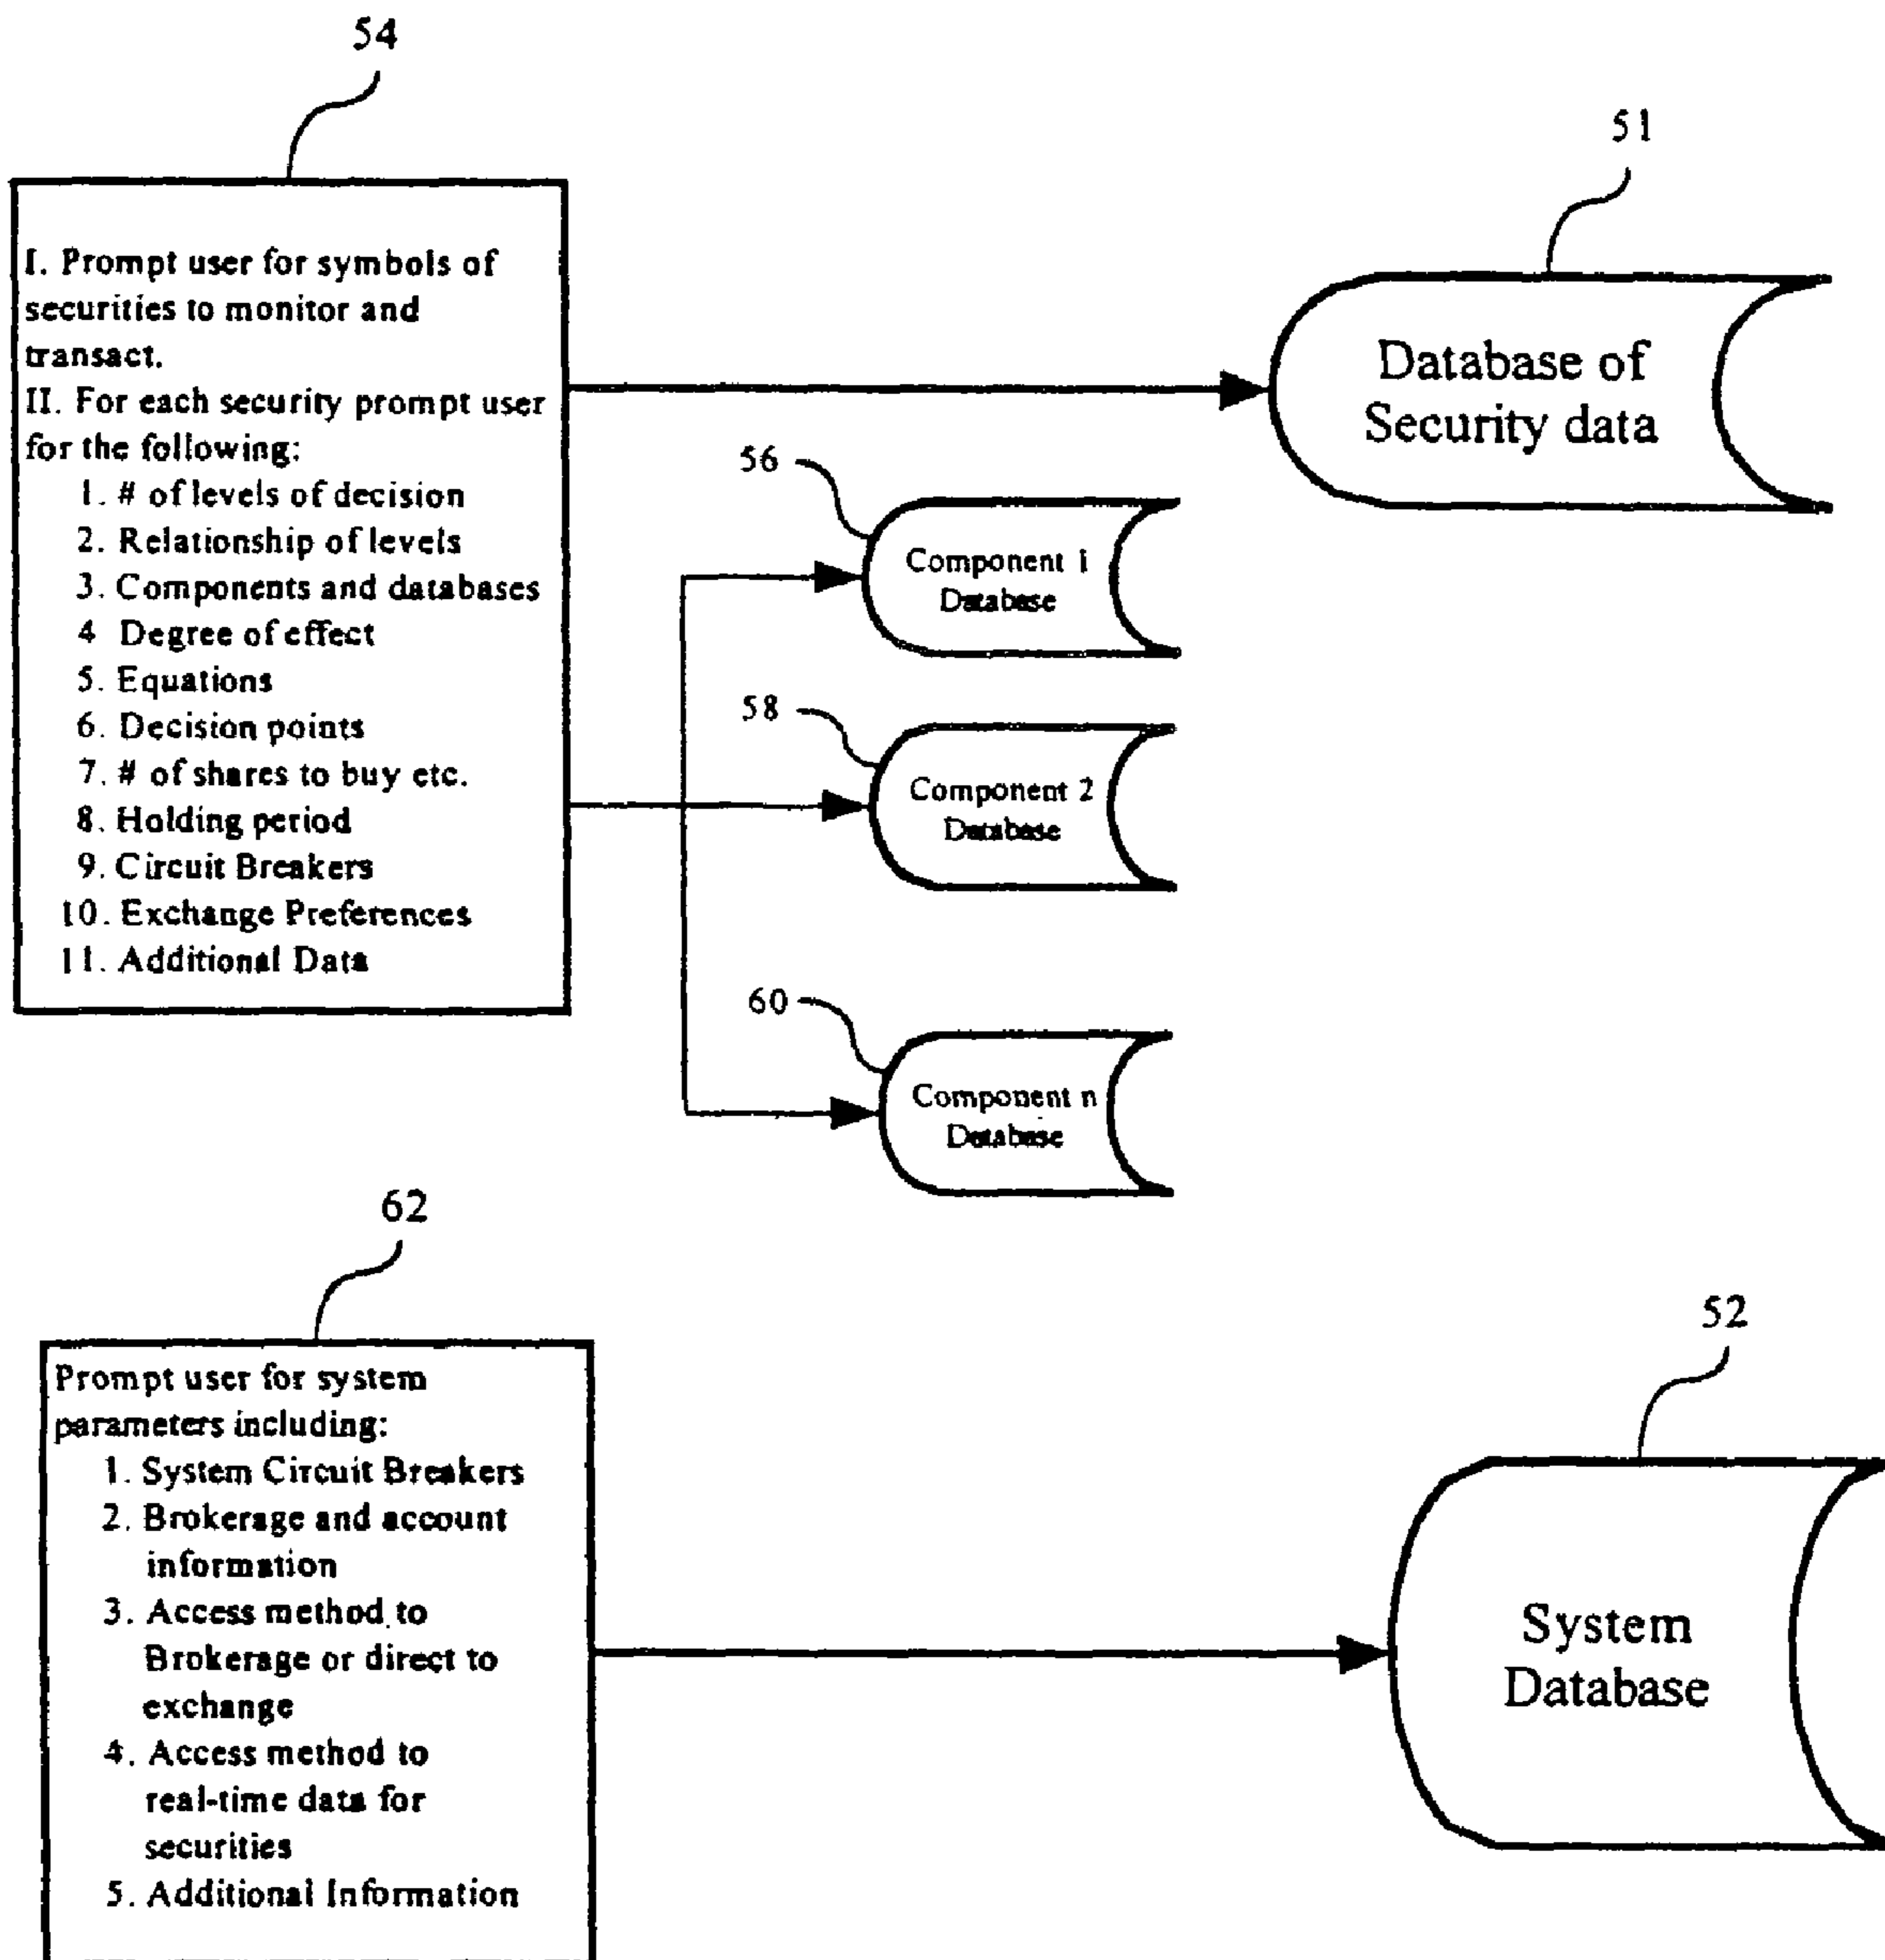 54
I. Prompt user for symbols of
securities to monitor and
transact.
II. For each security prompt user
for the following:
1. # of levels of decision
2. Relationship of levels
3. Components and databases
4 Degree of effect
5. Equations
6. Decision points
7. # of shares to buy etc.
8. Holding period
9. Circuit Breakers
10. Exchange Preferences
11. Additional Data
51
Database of
Security data
56
Component 1
Database
58
Component 2
Database
60
Component n
Database
62
Prompt user for system
parameters including:
1. System Circuit Breakers
2. Brokerage and account
information
3. Access method to
Brokerage or direct to
exchange
4. Access method to
real-time data for
securities
5. Additional Information
52
System
Database